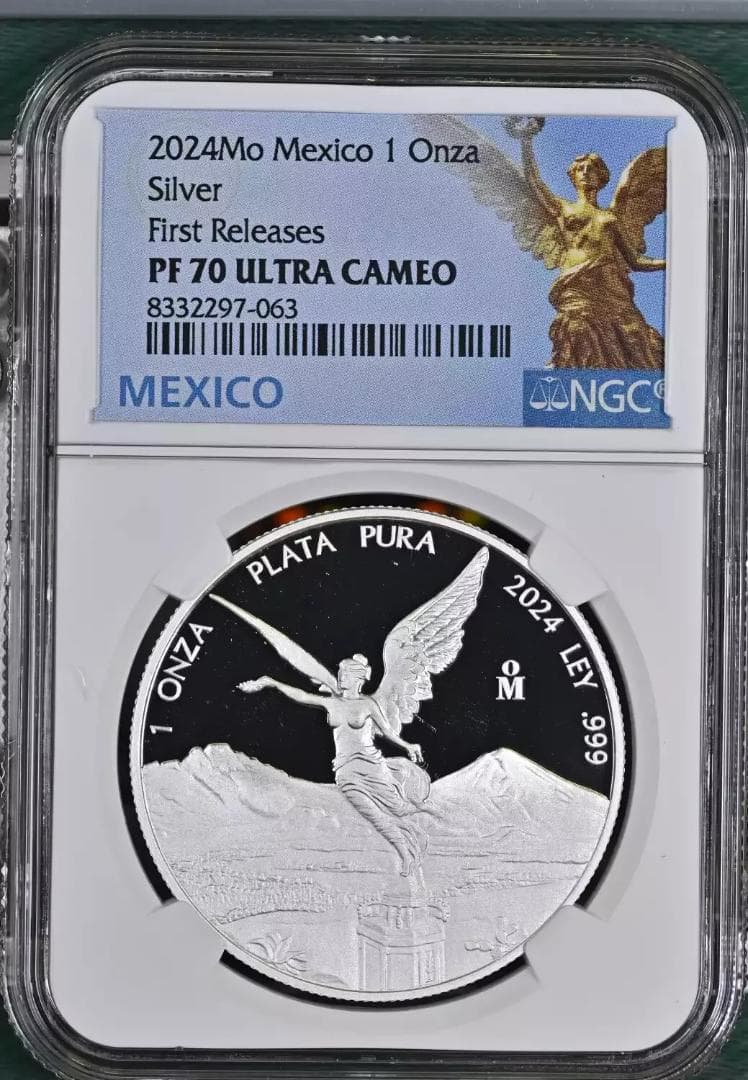 2024Mo Mexico 1 Onza
Silver
First Releases
PF 70 ULTRA CAMEO
8332297-063
MEXICO
NGC®
1 ONZA PLATA PURA 2024 LEY .999
oM